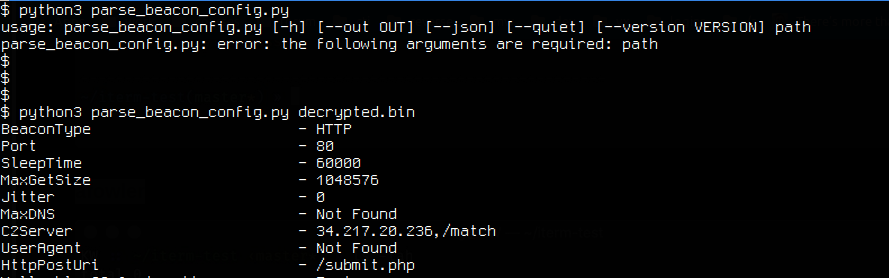 $ python3 parse_beacon_config.py
usage: parse_beacon_config.py [-h] [--out OUT] [--json] [--quiet] [--version VERSION] path
parse_beacon_config.py: error: the following arguments are required: path
$
$
$
$ python3 parse_beacon_config.py decrypted.bin
BeaconType - HTTP
Port - 80
SleepTime - 60000
MaxGetSize - 1048576
Jitter - 0
MaxDNS - Not Found
C2Server - 34.217.20.236,/match
UserAgent - Not Found
HttpPostUri - /submit.php